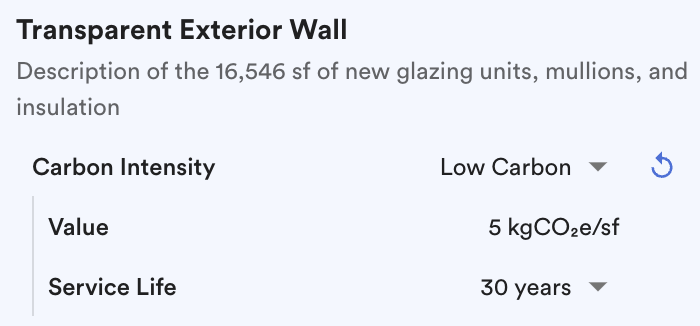 Transparent Exterior Wall
Description of the 16,546 sf of new glazing units, mullions, and
insulation
Carbon Intensity Low Carbon
Value 5 kgCO₂e/sf
Service Life 30 years